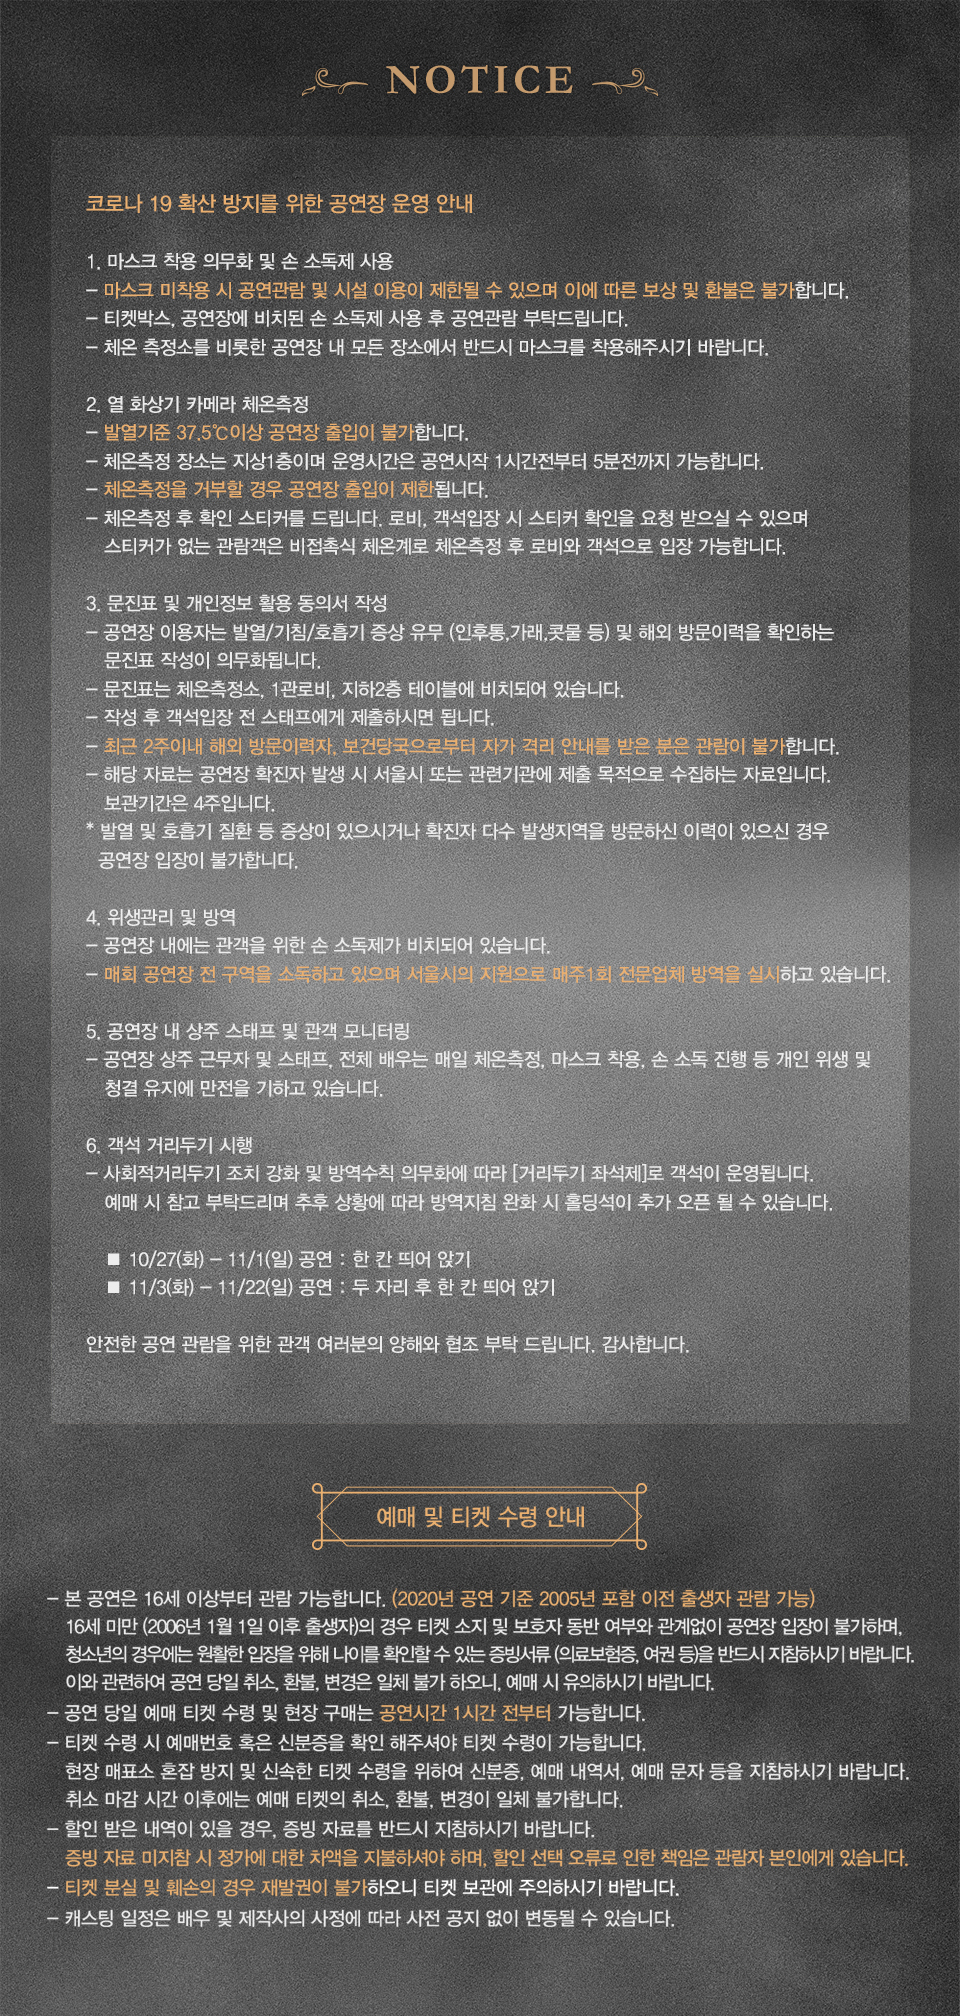 NOTICE
코로나 19 확산 방지를 위한 공연장 운영 안내
1. 마스크 착용 의무화 및 손 소독제 사용
- 마스크 미착용 시 공연관람 및 시설 이용이 제한될 수 있으며 이에 따른 보상 및 환불은 불가합니다.
- 티켓박스, 공연장에 비치된 손 소독제 사용 후 공연관람 부탁드립니다.
- 체온 측정소를 비롯한 공연장 내 모든 장소에서 반드시 마스크를 착용해주시기 바랍니다.
2. 열 화상기 카메라 체온측정
- 발열기준 37.5℃이상 공연장 출입이 불가합니다.
- 체온측정 장소는 지상1층이며 운영시간은 공연시작 1시간전부터 5분전까지 가능합니다.
- 체온측정을 거부할 경우 공연장 출입이 제한됩니다.
- 체온측정 후 확인 스티커를 드립니다. 로비, 객석입장 시 스티커 확인을 요청 받으실 수 있으며
스티커가 없는 관람객은 비접촉식 체온계로 체온측정 후 로비와 객석으로 입장 가능합니다.
3. 문진표 및 개인정보 활용 동의서 작성
- 공연장 이용자는 발열/기침/호흡기 증상 유무 (인후통,가래,콧물 등) 및 해외 방문이력을 확인하는
문진표 작성이 의무화됩니다.
- 문진표는 체온측정소, 1관로비, 지하2층 테이블에 비치되어 있습니다.
- 작성 후 객석입장 전 스태프에게 제출하시면 됩니다.
- 최근 2주이내 해외 방문이력자, 보건당국으로부터 자가 격리 안내를 받은 분은 관람이 불가합니다.
- 해당 자료는 공연장 확진자 발생 시 서울시 또는 관련기관에 제출 목적으로 수집하는 자료입니다.
보관기간은 4주입니다.
* 발열 및 호흡기 질환 등 증상이 있으시거나 확진자 다수 발생지역을 방문하신 이력이 있으신 경우
공연장 입장이 불가합니다.
4. 위생관리 및 방역
- 공연장 내에는 관객을 위한 손 소독제가 비치되어 있습니다.
- 매회 공연장 전 구역을 소독하고 있으며 서울시의 지원으로 매주1회 전문업체 방역을 실시하고 있습니다.
5. 공연장 내 상주 스태프 및 관객 모니터링
- 공연장 상주 근무자 및 스태프, 전체 배우는 매일 체온측정, 마스크 착용, 손 소독 진행 등 개인 위생 및
청결 유지에 만전을 기하고 있습니다.
6. 객석 거리두기 시행
- 사회적거리두기 조치 강화 및 방역수칙 의무화에 따라 [거리두기 좌석제]로 객석이 운영됩니다.
예매 시 참고 부탁드리며 추후 상황에 따라 방역지침 완화 시 홀딩석이 추가 오픈 될 수 있습니다.
■ 10/27(화) - 11/1(일) 공연 : 한 칸 띄어 앉기
■ 11/3(화) - 11/22(일) 공연 : 두 자리 후 한 칸 띄어 앉기
안전한 공연 관람을 위한 관객 여러분의 양해와 협조 부탁 드립니다. 감사합니다.
예매 및 티켓 수령 안내
- 본 공연은 16세 이상부터 관람 가능합니다. (2020년 공연 기준 2005년 포함 이전 출생자 관람 가능)
16세 미만 (2006년 1월 1일 이후 출생자)의 경우 티켓 소지 및 보호자 동반 여부와 관계없이 공연장 입장이 불가하며,
청소년의 경우에는 원활한 입장을 위해 나이를 확인할 수 있는 증빙서류 (의료보험증, 여권 등)을 반드시 지참하시기 바랍니다.
이와 관련하여 공연 당일 취소, 환불, 변경은 일체 불가 하오니, 예매 시 유의하시기 바랍니다.
- 공연 당일 예매 티켓 수령 및 현장 구매는 공연시간 1시간 전부터 가능합니다.
- 티켓 수령 시 예매번호 혹은 신분증을 확인 해주셔야 티켓 수령이 가능합니다.
현장 매표소 혼잡 방지 및 신속한 티켓 수령을 위하여 신분증, 예매 내역서, 예매 문자 등을 지참하시기 바랍니다.
취소 마감 시간 이후에는 예매 티켓의 취소, 환불, 변경이 일체 불가합니다.
- 할인 받은 내역이 있을 경우, 증빙 자료를 반드시 지참하시기 바랍니다.
증빙 자료 미지참 시 정가에 대한 차액을 지불하셔야 하며, 할인 선택 오류로 인한 책임은 관람자 본인에게 있습니다.
- 티켓 분실 및 훼손의 경우 재발권이 불가하오니 티켓 보관에 주의하시기 바랍니다.
- 캐스팅 일정은 배우 및 제작사의 사정에 따라 사전 공지 없이 변동될 수 있습니다.